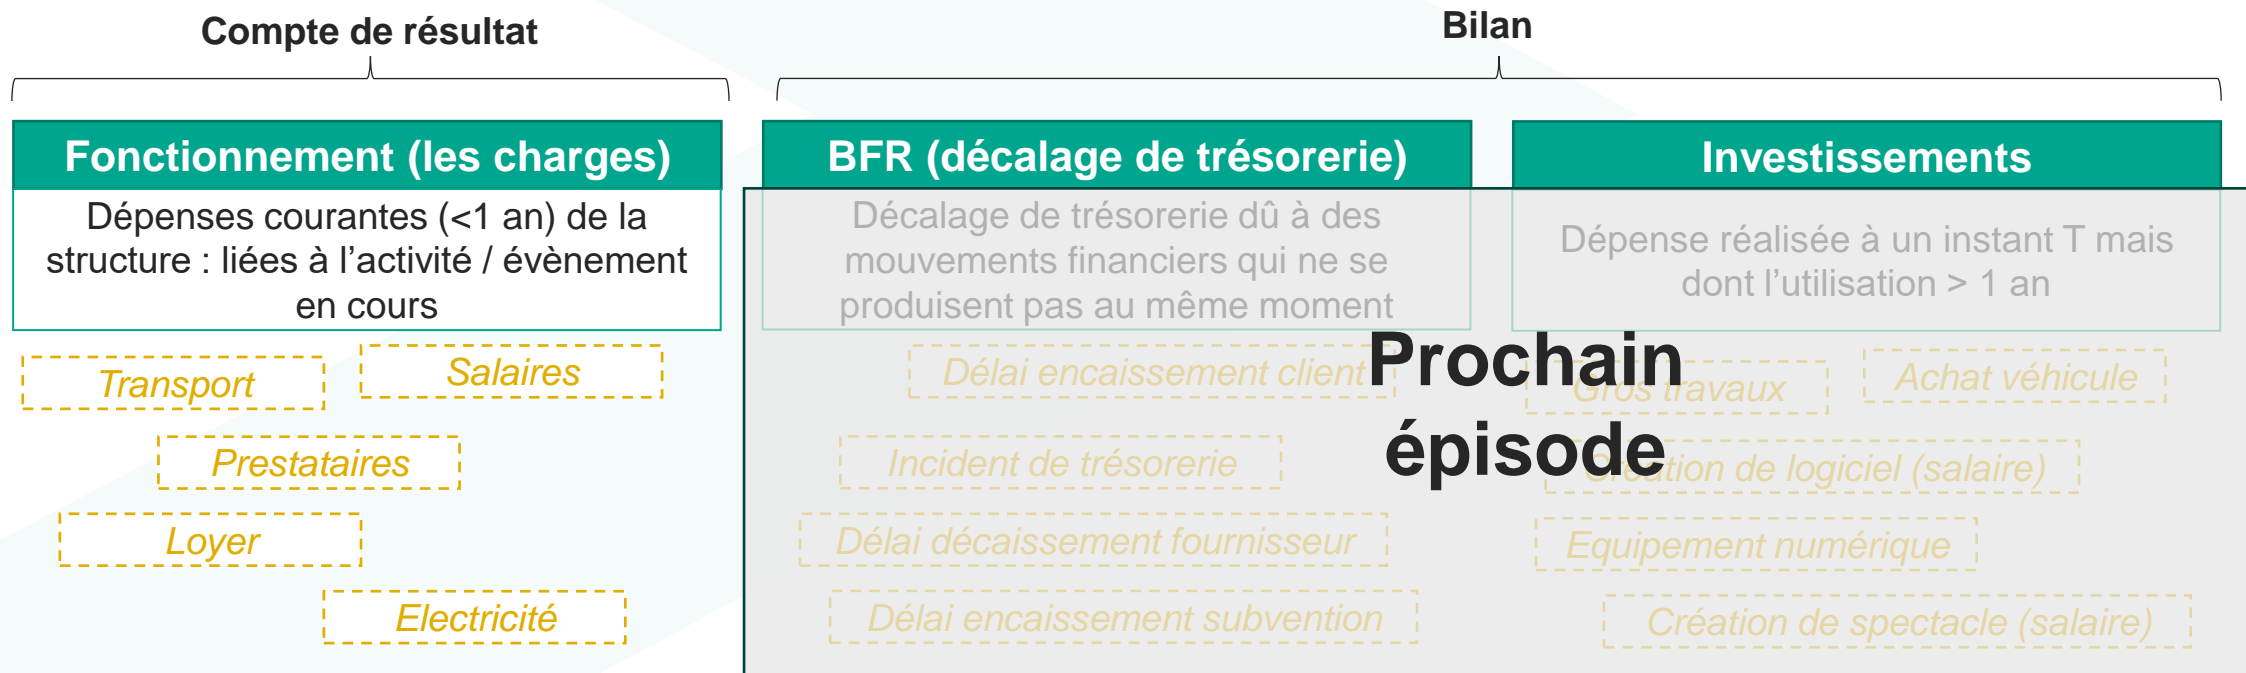 Compte de résultat
Bilan
Fonctionnement (les charges)
Dépenses courantes (<1 an) de la
structure : liées à l’activité / évènement
en cours
Transport
Salaires
Prestataires
Loyer
Electricité
BFR (décalage de trésorerie)
Décalage de trésorerie dû à des
mouvements financiers qui ne se
produisent pas au même moment
Délai encaissement client
Incident de trésorerie
Délai décaissement fournisseur
Délai encaissement subvention
Investissements
Dépense réalisée à un instant T mais
dont l’utilisation > 1 an
Gros travaux
Achat véhicule
Création de logiciel (salaire)
Equipement numérique
Création de spectacle (salaire)
Prochain
épisode